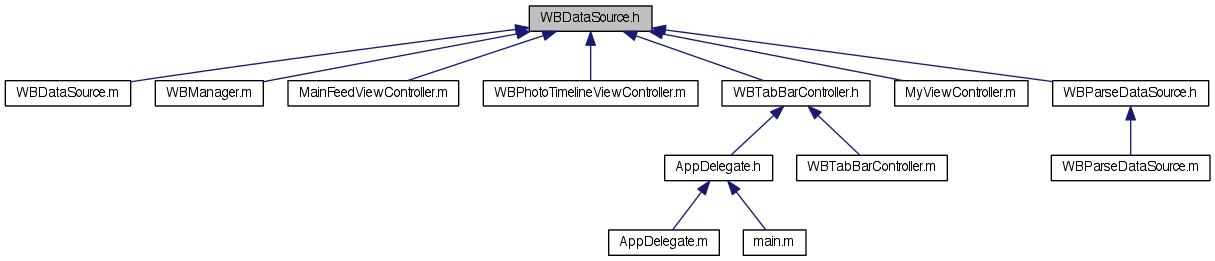 WBDataSource.h
WBDataSource.m
WBManager.m
MainFeedViewController.m
WBPhotoTimelineViewController.m
WBTabBarController.h
MyViewController.m
WBParseDataSource.h
AppDelegate.h
WBTabBarController.m
WBParseDataSource.m
AppDelegate.m
main.m